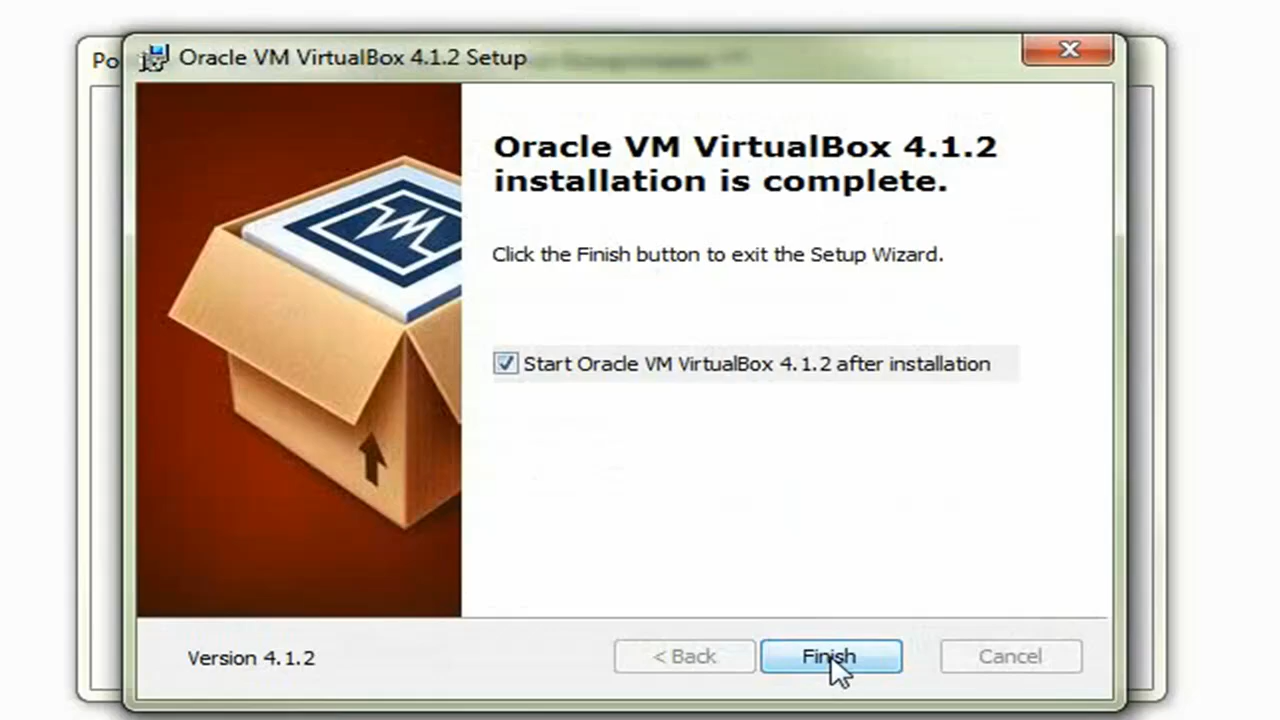 Po
Oracle VM VirtualBox 4.1.2 Setup
Oracle VM VirtualBox 4.1.2
installation is complete.
Click the Finish button to exit the Setup Wizard.
Start Oracle VM VirtualBox 4.1.2 after installation
Version 4.1.2
< Back
Finish
Cancel